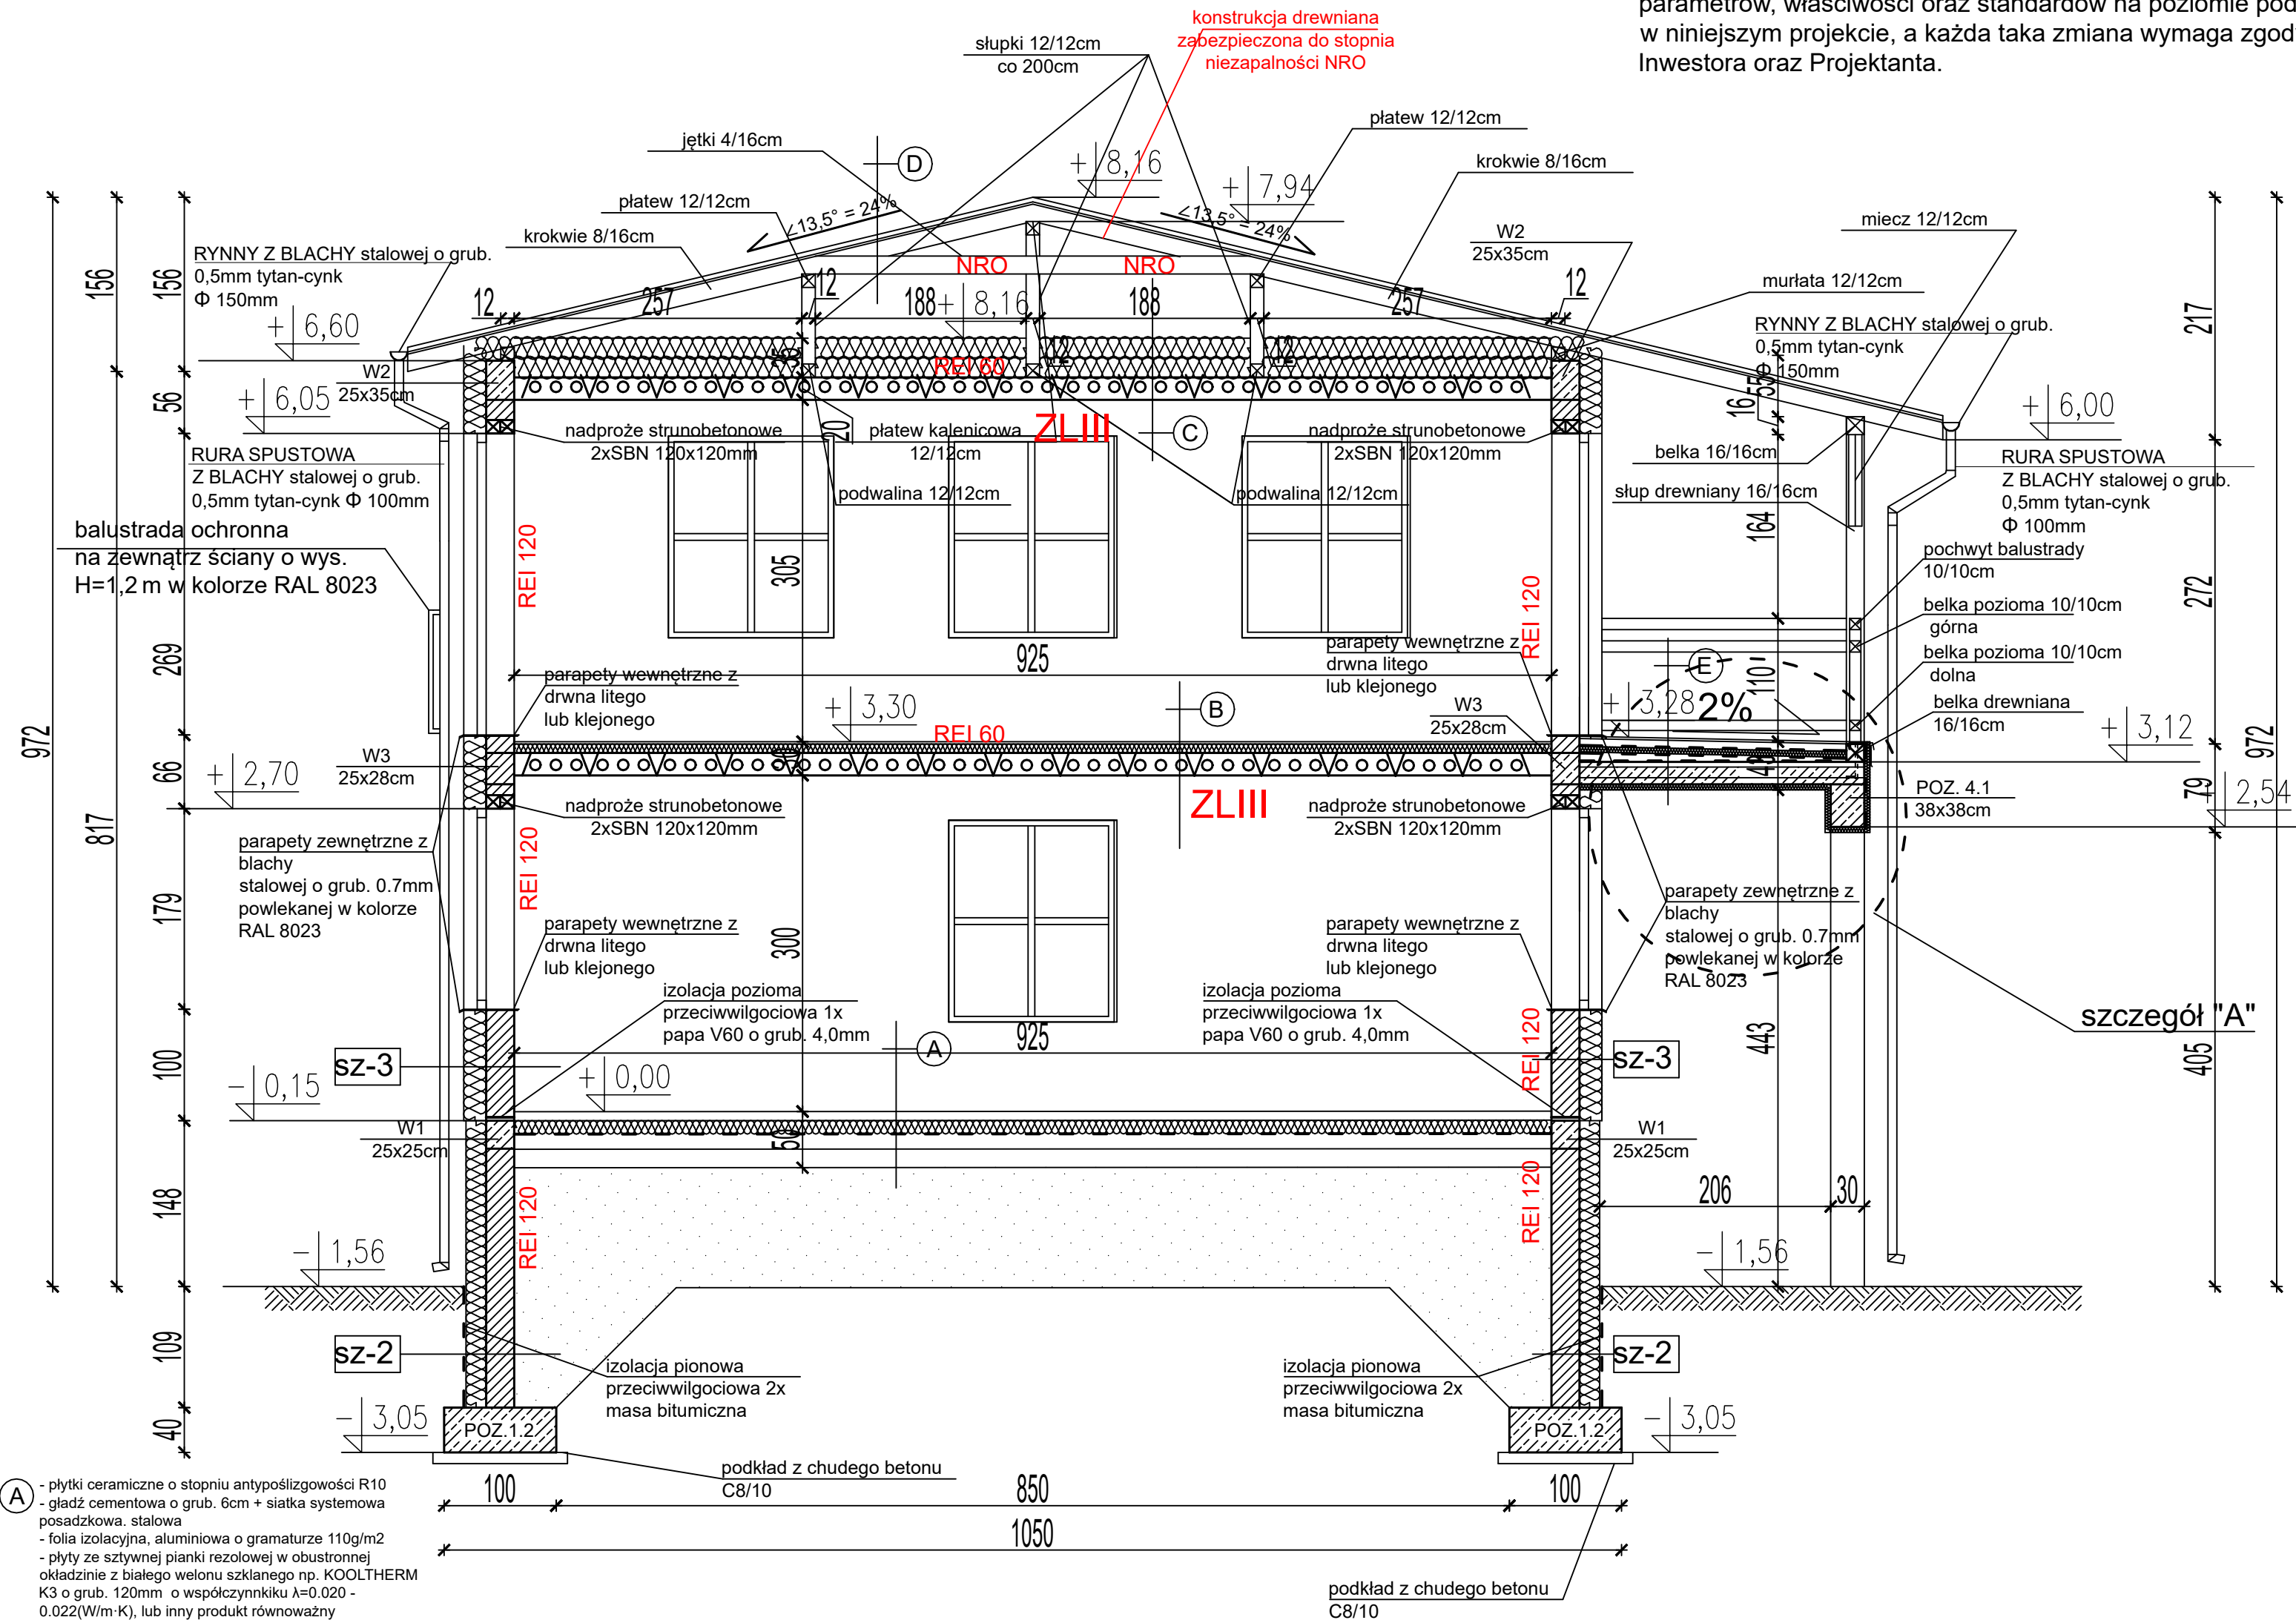 parametrów, właściwości oraz standardów na poziomie pod
w niniejszym projekcie, a każda taka zmiana wymaga zgod
Inwestora oraz Projektanta.
konstrukcja drewniana
zabezpieczona do stopnia
niezapalności NRO
słupki 12/12cm
co 200cm
jętki 4/16cm
D
+8,16
płatew 12/12cm
krokwie 8/16cm
+7,94
płatew 12/12cm
∠13,5° = 24%
∠13,5° = 24%
krokwie 8/16cm
miecz 12/12cm
W2
25x35cm
murłata 12/12cm
RYNNY Z BLACHY stalowej o grub.
0,5mm tytan-cynk
Φ 150mm
RYNNY Z BLACHY stalowej o grub.
0,5mm tytan-cynk
Φ 150mm
NRO
NRO
156
156
12
257
12
188
+8,16
188
257
12
217
+6,60
35
12
12
REI 60
W2
25x35cm
56
+6,05
16
55
+6,00
nadproże strunobetonowe
2xSBN 120x120mm
20
płatew kalenicowa
12/12cm
ZLIII
C
nadproże strunobetonowe
2xSBN 120x120mm
belka 16/16cm
RURA SPUSTOWA
Z BLACHY stalowej o grub.
0,5mm tytan-cynk Φ 100mm
RURA SPUSTOWA
Z BLACHY stalowej o grub.
0,5mm tytan-cynk
Φ 100mm
podwalina 12/12cm
podwalina 12/12cm
słup drewniany 16/16cm
164
balustrada ochronna
na zewnątrz ściany o wys.
H=1,2 m w kolorze RAL 8023
REI 120
305
REI 120
pochwyt balustrady
10/10cm
272
belka pozioma 10/10cm
górna
belka pozioma 10/10cm
dolna
belka drewniana
16/16cm
269
925
parapety wewnętrzne z
drwna litego
lub klejonego
parapety wewnętrzne z
drwna litego
lub klejonego
E
110
+3,28
2%
+3,30
B
W3
25x28cm
REI 60
+3,12
972
972
66
W3
25x28cm
+2,70
30
43
79
POZ. 4.1
38x38cm
+2,54
nadproże strunobetonowe
2xSBN 120x120mm
ZLIII
nadproże strunobetonowe
2xSBN 120x120mm
817
parapety zewnętrzne z
blachy
stalowej o grub. 0.7mm
powlekanej w kolorze
RAL 8023
REI 120
179
parapety zewnętrzne z
blachy
stalowej o grub. 0.7mm
powlekanej w kolorze
RAL 8023
parapety wewnętrzne z
drwna litego
lub klejonego
300
parapety wewnętrzne z
drwna litego
lub klejonego
izolacja pozioma
przeciwwilgociowa 1x
papa V60 o grub. 4,0mm
izolacja pozioma
przeciwwilgociowa 1x
papa V60 o grub. 4,0mm
szczegół "A"
925
A
443
405
100
sz-3
REI 120
sz-3
+0,00
-0,15
W1
25x25cm
50
W1
25x25cm
148
REI 120
REI 120
206
30
-1,56
-1,56
109
sz-2
sz-2
izolacja pionowa
przeciwwilgociowa 2x
masa bitumiczna
izolacja pionowa
przeciwwilgociowa 2x
masa bitumiczna
40
-3,05
POZ.1.2
POZ.1.2
-3,05
podkład z chudego betonu
C8/10
100
850
100
1050
podkład z chudego betonu
C8/10
A
- płytki ceramiczne o stopniu antypoślizgowości R10
- gładź cementowa o grub. 6cm + siatka systemowa
posadzkowa. stalowa
- folia izolacyjna, aluminiowa o gramaturze 110g/m2
- płyty ze sztywnej pianki rezolowej w obustronnej
okładzinie z białego welonu szklanego np. KOOLTHERM
K3 o grub. 120mm o współczynnkiku λ=0.020 -
0.022(W/m·K), lub inny produkt równoważny